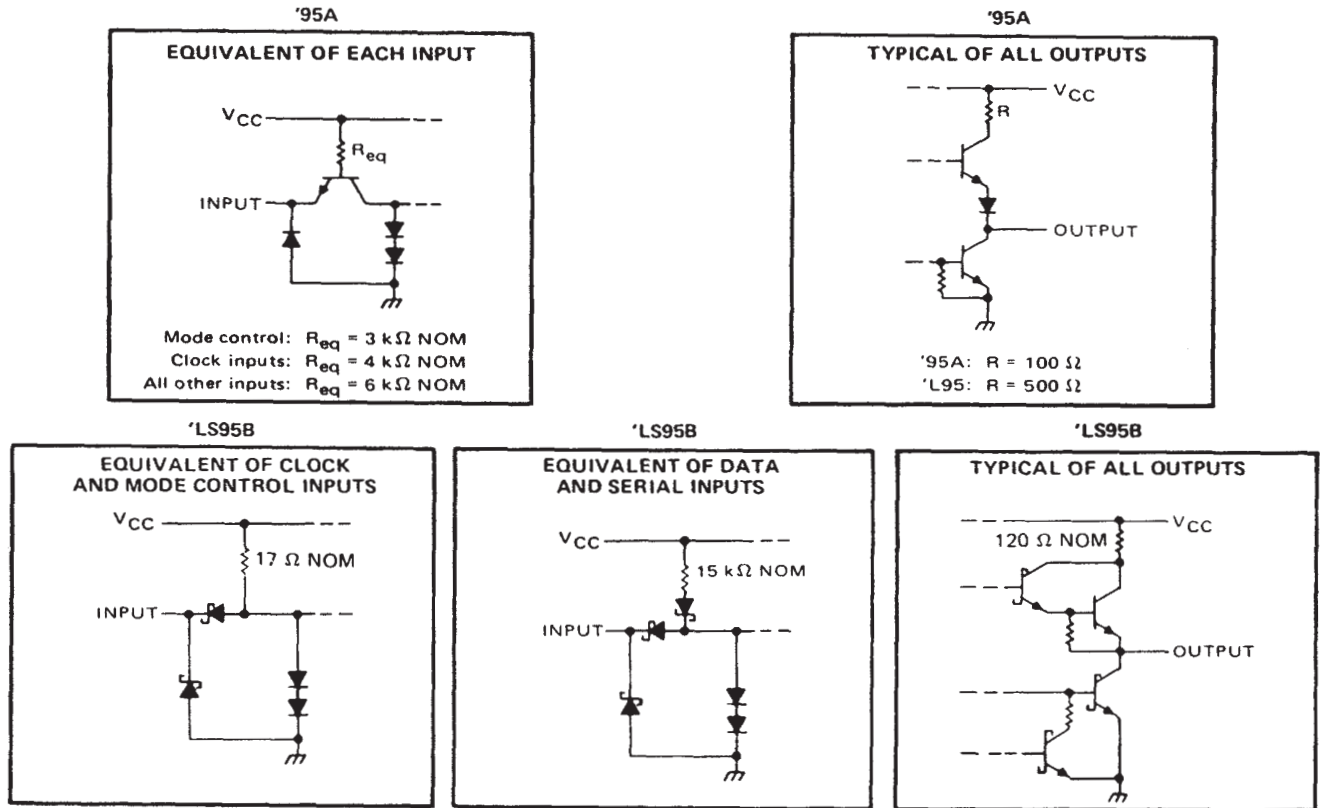 '95A
EQUIVALENT OF EACH INPUT
VCC
Req
INPUT
Mode control: Req = 3 kΩ NOM
Clock inputs: Req = 4 kΩ NOM
All other inputs: Req = 6 kΩ NOM
'95A
TYPICAL OF ALL OUTPUTS
VCC
R
OUTPUT
'95A: R = 100 Ω
'L95: R = 500 Ω
'LS95B
EQUIVALENT OF CLOCK
AND MODE CONTROL INPUTS
VCC
17 Ω NOM
INPUT
'LS95B
EQUIVALENT OF DATA
AND SERIAL INPUTS
VCC
15 kΩ NOM
INPUT
'LS95B
TYPICAL OF ALL OUTPUTS
VCC
120 Ω NOM
OUTPUT